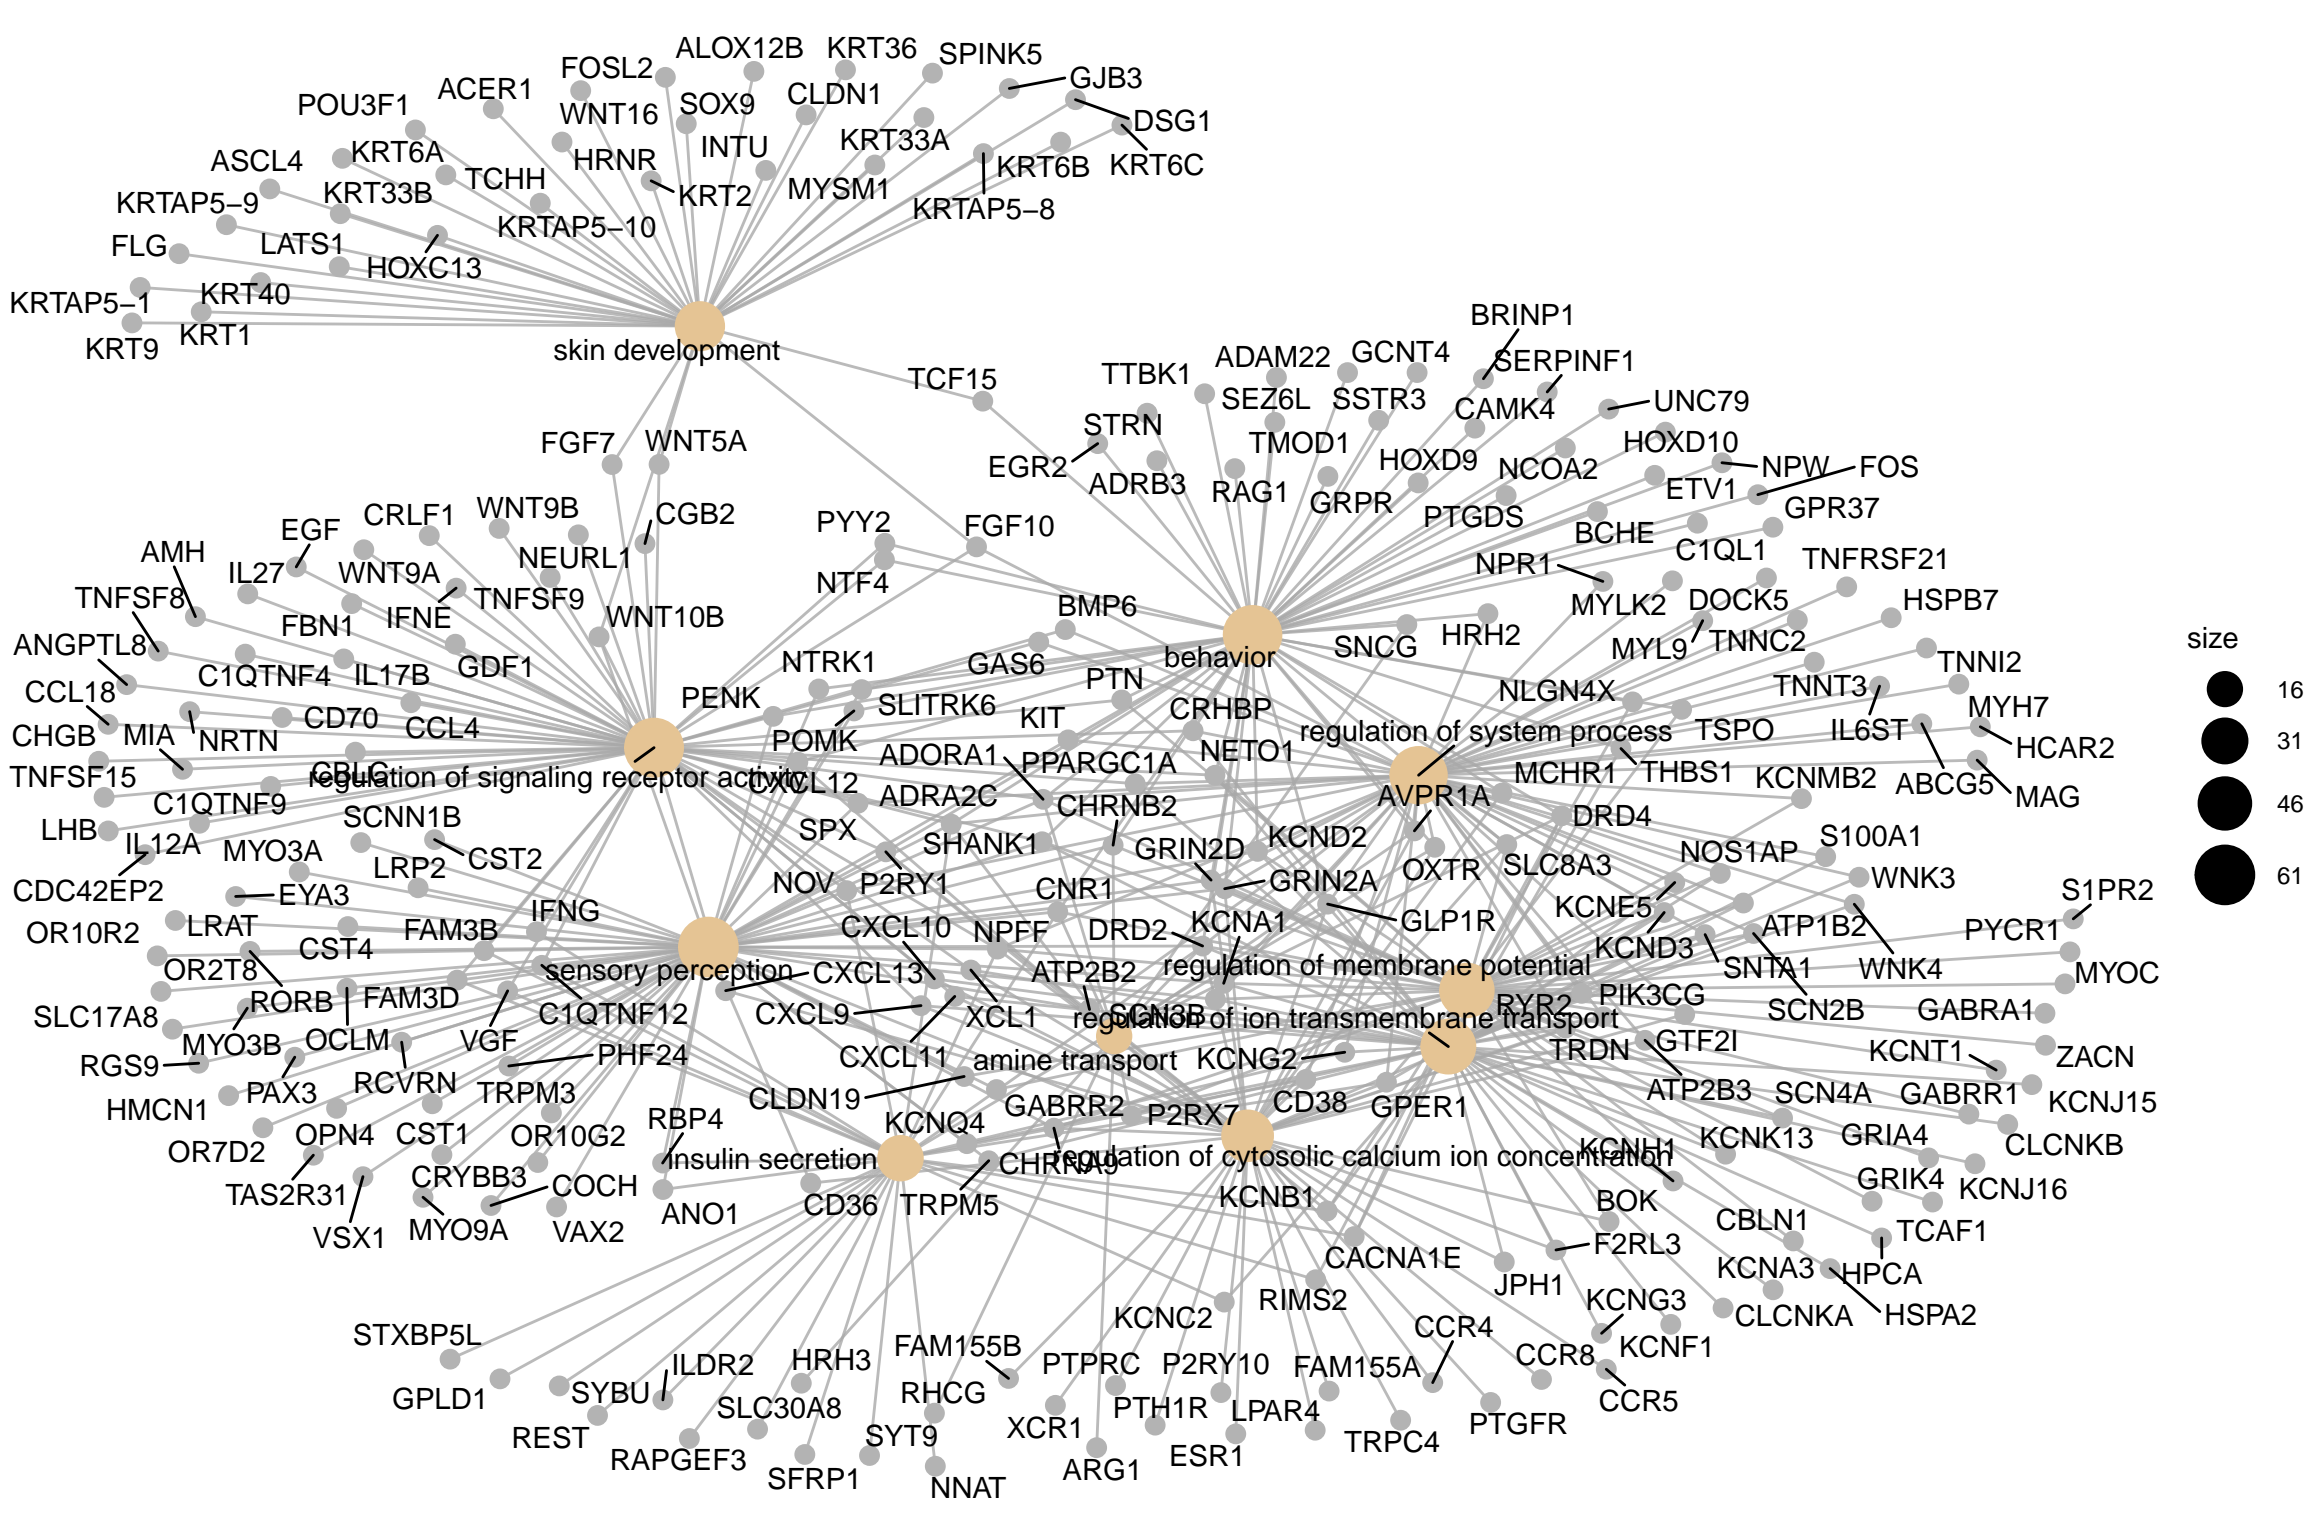 ALOX12B
KRT36
SPINK5
FOSL2
GJB3
ACER1
CLDN1
POU3F1
SOX9
WNT16
DSG1
KRT33A
INTU
KRT6A
HRNR
KRT6B
KRT6C
ASCL4
TCHH
KRT33B
KRT2
MYSM1
KRTAP5–9
KRTAP5–8
KRTAP5–10
FLG
LATS1
HOXC13
KRTAP5–1
KRT40
KRT9
KRT1
skin development
BRINP1
TCF15
TTBK1
ADAM22
GCNT4
SERPINF1
SEZ6L
SSTR3
CAMK4
UNC79
STRN
FGF7
WNT5A
TMOD1
HOXD10
EGR2
ADRB3
RAG1
HOXD9
NCOA2
NPW
FOS
GRPR
ETV1
PTGDS
GPR37
CRLF1
WNT9B
CGB2
PYY2
FGF10
BCHE
EGF
C1QL1
AMH
NEURL1
IL27
WNT9A
NTF4
NPR1
TNFRSF21
TNFSF8
TNFSF9
IFNE
FBN1
WNT10B
BMP6
MYLK2
DOCK5
HSPB7
ANGPTL8
SNCG
HRH2
MYL9
TNNC2
GDF1
NTRK1
GAS6
behavior
C1QTNF4
IL17B
PTN
TNNI2
CCL18
PENK
SLITRK6
NLGN4X
TNNT3
CD70
KIT
CRHBP
MYH7
CHGB
MIA
NRTN
CCL4
POMK
ADORA1
NETO1
regulation of system process
TSPO
IL6ST
HCAR2
TNFSF15
CBLC
regulation of signaling receptor activity
CXCL12
PPARGC1A
MCHR1
THBS1
KCNMB2
ABCG5
MAG
C1QTNF9
ADRA2C
CHRNB2
AVPR1A
LHB
SCNN1B
SPX
DRD4
IL12A
MYO3A
SHANK1
GRIN2D
KCND2
S100A1
CST2
LRP2
NOS1AP
CDC42EP2
EYA3
NOV
P2RY1
CNR1
GRIN2A
OXTR
SLC8A3
WNK3
S1PR2
IFNG
KCNE5
OR10R2
LRAT
FAM3B
CXCL10
NPFF
DRD2
KCNA1
GLP1R
KCND3
ATP1B2
PYCR1
CST4
OR2T8
sensory perception
CXCL13
ATP2B2
regulation of membrane potential
SNTA1
WNK4
MYOC
RORB
FAM3D
PIK3CG
RYR2
SCN2B
GABRA1
SLC17A8
C1QTNF12
CXCL9
XCL1
SCN3B
regulation of ion transmembrane transport
MYO3B
OCLM
VGF
CXCL11
amine transport
KCNG2
TRDN
GTF2I
KCNT1
ZACN
RGS9
PHF24
PAX3
RCVRN
TRPM3
CLDN19
CD38
GPER1
ATP2B3
SCN4A
GABRR1
KCNJ15
HMCN1
GABRR2
P2RX7
KCNQ4
RBP4
OPN4
CST1
OR10G2
KCNK13
GRIA4
CLCNKB
OR7D2
insulin secretion
CHRNA9
regulation of cytosolic calcium ion concentration
KCNH1
TAS2R31
CRYBB3
COCH
GRIK4
KCNJ16
ANO1
CD36
TRPM5
KCNB1
BOK
VSX1
MYO9A
VAX2
CBLN1
TCAF1
CACNA1E
F2RL3
KCNA3
HPCA
JPH1
RIMS2
KCNG3
KCNC2
CLCNKA
HSPA2
STXBP5L
CCR4
KCNF1
FAM155B
ILDR2
HRH3
PTPRC
P2RY10
FAM155A
CCR8
GPLD1
SYBU
RHCG
CCR5
SLC30A8
PTH1R
LPAR4
REST
SYT9
XCR1
PTGFR
RAPGEF3
TRPC4
SFRP1
ARG1
ESR1
NNAT
size
16
31
46
61